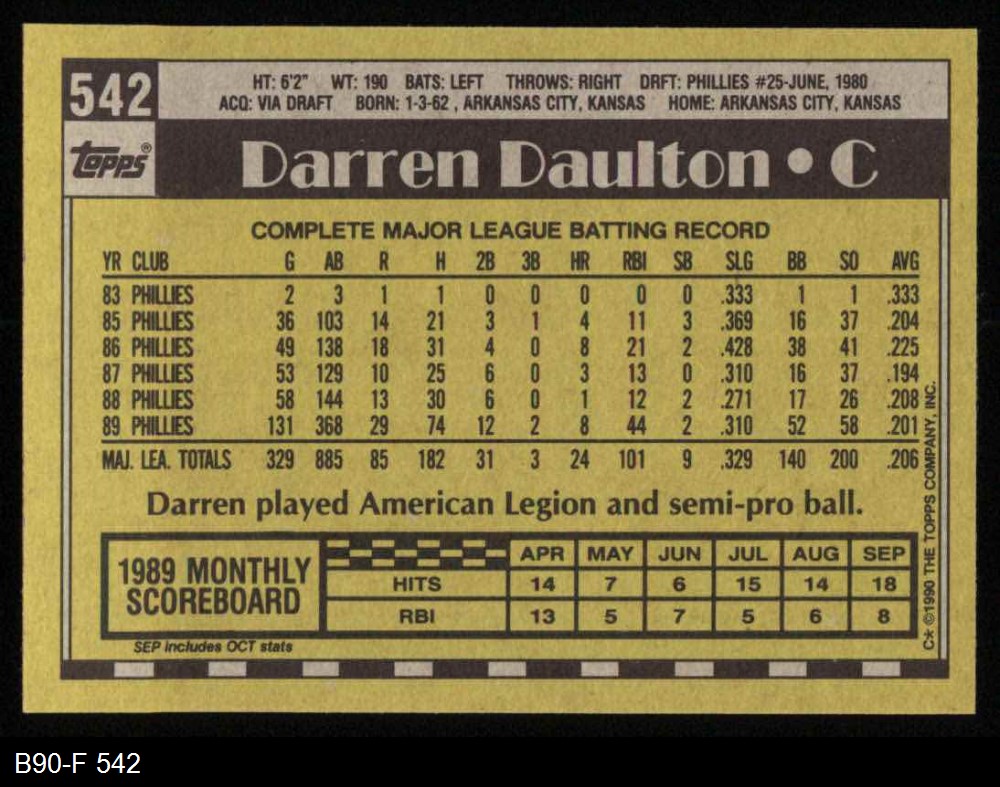 542
HT: 6'2" WT: 190 BATS: LEFT THROWS: RIGHT DRFT: PHILLIES #25-JUNE, 1980
ACQ: VIA DRAFT BORN: 1-3-62 , ARKANSAS CITY, KANSAS HOME: ARKANSAS CITY, KANSAS
topps®
Darren Daulton • C
COMPLETE MAJOR LEAGUE BATTING RECORD
YR CLUB G AB R H 2B 3B HR RBI SB SLG BB SO AVG
83 PHILLIES 2 3 1 1 0 0 0 0 0 .333 1 1 .333
85 PHILLIES 36 103 14 21 3 1 4 11 3 .369 16 37 .204
86 PHILLIES 49 138 18 31 4 0 8 21 2 .428 38 41 .225
87 PHILLIES 53 129 10 25 6 0 3 13 0 .310 16 37 .194
88 PHILLIES 58 144 13 30 6 0 1 12 2 .271 17 26 .208
89 PHILLIES 131 368 29 74 12 2 8 44 2 .310 52 58 .201
MAJ. LEA. TOTALS 329 885 85 182 31 3 24 101 9 .329 140 200 .206
Darren played American Legion and semi-pro ball.
1989 MONTHLY
SCOREBOARD
APR MAY JUN JUL AUG SEP
HITS 14 7 6 15 14 18
RBI 13 5 7 5 6 8
SEP includes OCT stats
C* ©1990 THE TOPPS COMPANY, INC.
B90-F 542